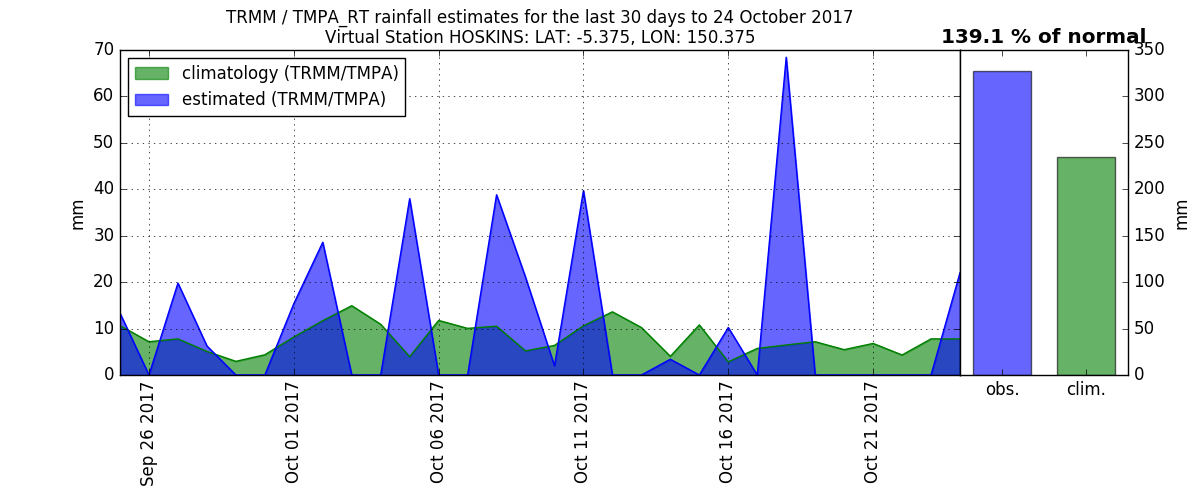 TRMM / TMPA_RT rainfall estimates for the last 30 days to 24 October 2017
Virtual Station HOSKINS: LAT: -5.375, LON: 150.375
139.1 % of normal
climatology (TRMM/TMPA)
estimated (TRMM/TMPA)
mm
70
60
50
40
30
20
10
0
Sep 26 2017
Oct 01 2017
Oct 06 2017
Oct 11 2017
Oct 16 2017
Oct 21 2017
obs.
clim.
350
300
250
200
150
100
50
0
mm